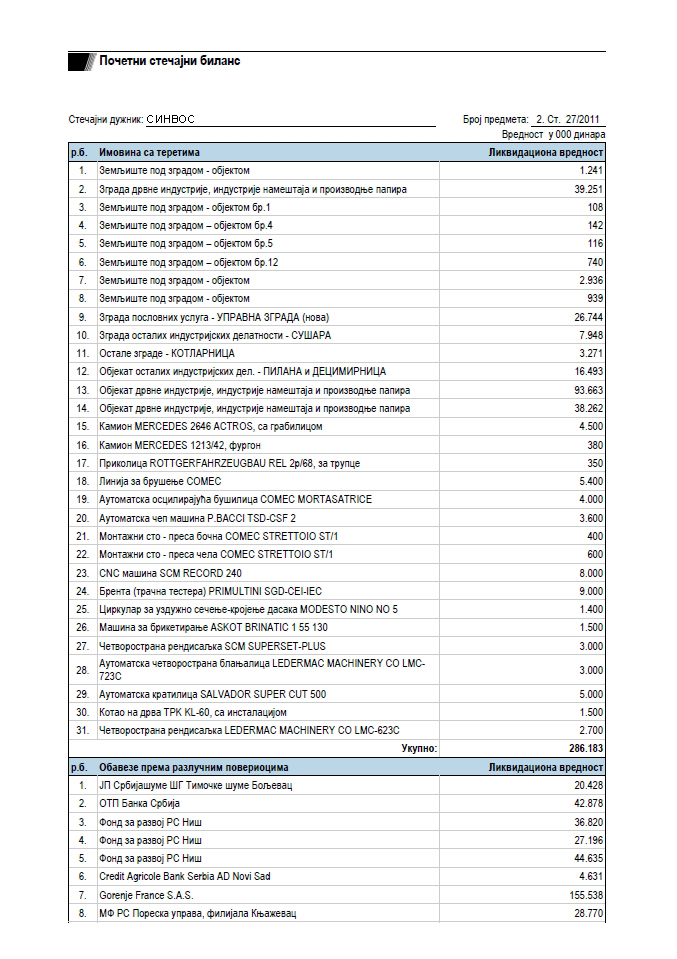 Почетни стечајни биланс
Стечајни дужник: СИНВОС Број предмета: 2. Ст. 27/2011
Вредност у 000 динара
р.б. Имовина са теретима Ликвидациона вредност
1. Земљиште под зградом - објектом 1.241
2. Зграда дрвне индустрије, индустрије намештаја и производње папира 39.251
3. Земљиште под зградом - објектом бр.1 108
4. Земљиште под зградом – објектом бр.4 142
5. Земљиште под зградом – објектом бр.5 116
6. Земљиште под зградом – објектом бр.12 740
7. Земљиште под зградом - објектом 2.936
8. Земљиште под зградом - објектом 939
9. Зграда пословних услуга - УПРАВНА ЗГРАДА (нова) 26.744
10. Зграда осталих индустријских делатности - СУШАРА 7.948
11. Остале зграде - КОТЛАРНИЦА 3.271
12. Објекат осталих индустријских дел. - ПИЛАНА и ДЕЦИМИРНИЦА 16.493
13. Објекат дрвне индустрије, индустрије намештаја и производње папира 93.663
14. Објекат дрвне индустрије, индустрије намештаја и производње папира 38.262
15. Камион MERCEDES 2646 ACTROS, са грабилицом 4.500
16. Камион MERCEDES 1213/42, фургон 380
17. Приколица ROTTGERFAHRZEUGBAU REL 2p/68, за трупце 350
18. Линија за брушење COMEC 5.400
19. Аутоматска осцилирајућа бушилица COMEC MORTASATRICE 4.000
20. Аутоматска чеп машина P.BACCI TSD-CSF 2 3.600
21. Монтажни сто - преса бочна COMEC STRETTOIO ST/1 400
22. Монтажни сто - преса чела COMEC STRETTOIO ST/1 600
23. CNC машина SCM RECORD 240 8.000
24. Брента (трачна тестера) PRIMULTINI SGD-CEI-IEC 9.000
25. Циркулар за уздужно сечење-кројење дасака MODESTO NINO NO 5 1.400
26. Машина за брикетирање ASKOT BRINATIC 1 55 130 1.500
27. Четворострана рендисаљка SCM SUPERSET-PLUS 3.000
28. Аутоматска четворострана блањалица LEDERMAC MACHINERY CO LMC-
723C 3.000
29. Аутоматска кратилица SALVADOR SUPER CUT 500 5.000
30. Котао на дрва ТРК KL-60, са инсталацијом 1.500
31. Четворострана рендисаљка LEDERMAC MACHINERY CO LMC-623C 2.700
Укупно: 286.183
р.б. Обавезе према разлучним повериоцима Ликвидациона вредност
1. ЈП Србијашуме ШГ Тимочке шуме Бољевац 20.428
2. ОТП Банка Србија 42.878
3. Фонд за развој РС Ниш 36.820
4. Фонд за развој РС Ниш 27.196
5. Фонд за развој РС Ниш 44.635
6. Credit Agricole Bank Serbia AD Novi Sad 4.631
7. Gorenje France S.A.S. 155.538
8. МФ РС Пореска управа, филијала Књажевац 28.770